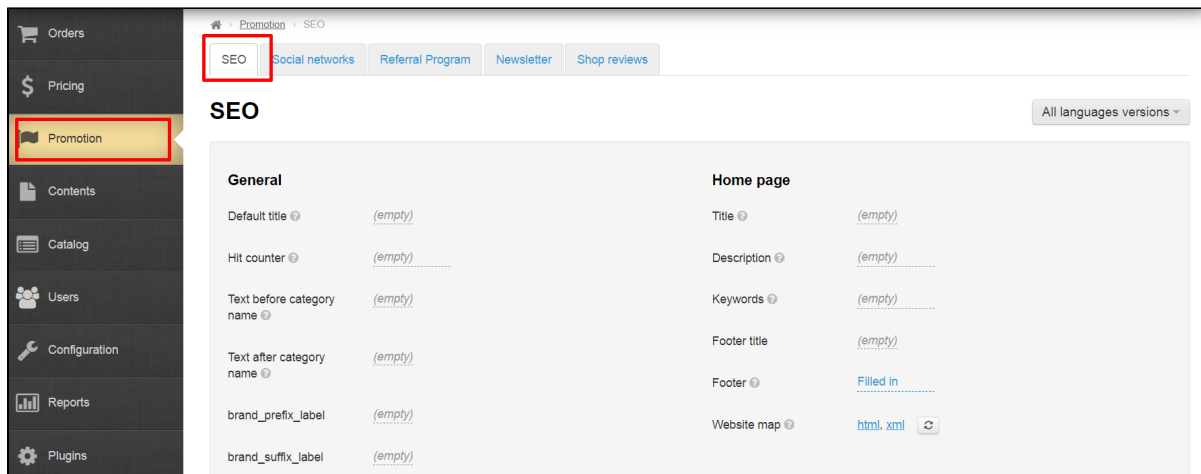 Orders
Pricing
Promotion
Contents
Catalog
Users
Configuration
Reports
Plugins
Promotion > SEO
SEO
Social networks
Referral Program
Newsletter
Shop reviews
SEO
All languages versions
General
Default title (empty)
Hit counter (empty)
Text before category
name
(empty)
Text after category
name
(empty)
brand_prefix_label (empty)
brand_suffix_label (empty)
Home page
Title (empty)
Description (empty)
Keywords (empty)
Footer title (empty)
Footer Filled in
Website map html, xml